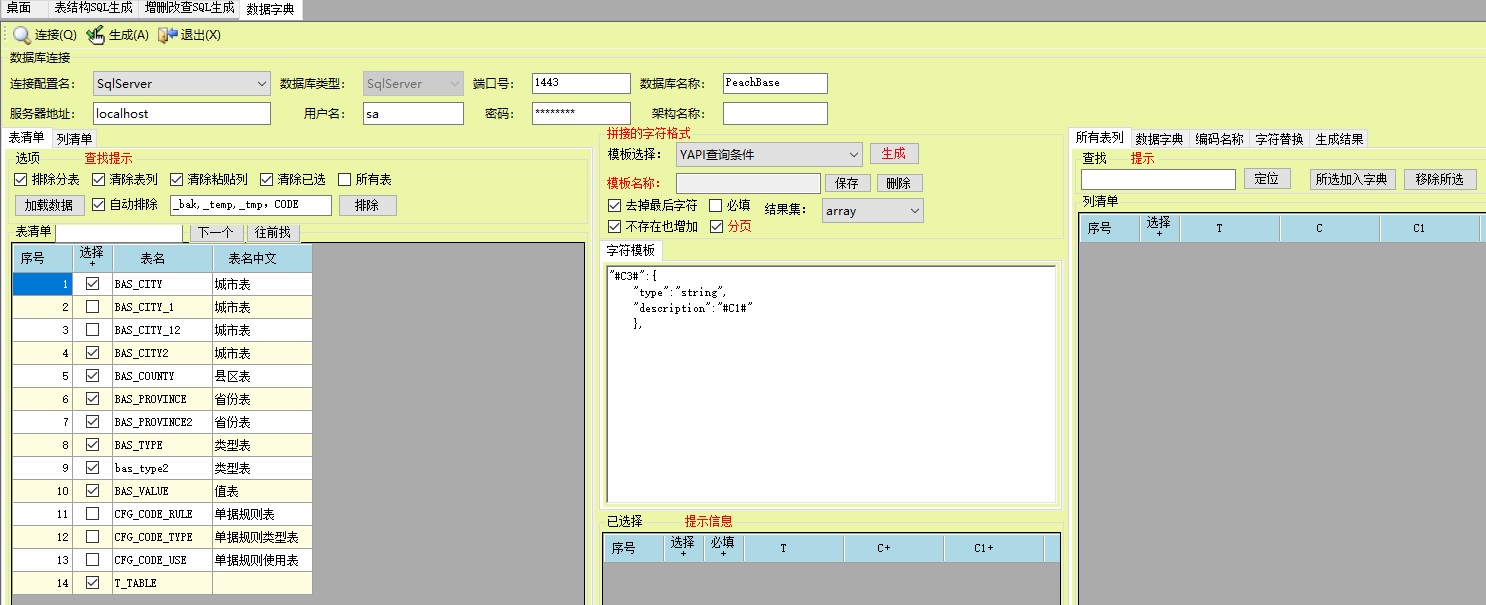 桌面 表结构SQL生成 增删改查SQL生成 数据字典
连接(Q) 生成(A) 退出(X)
数据库连接
连接配置名: SqlServer 数据库类型: SqlServer 端口号: 1443 数据库名称: PeachBase
服务器地址: localhost 用户名: sa 密码: ******** 架构名称:
表清单 列清单
选项 查找提示
排除分表 清除表列 清除粘贴列 清除已选 所有表
加载数据 自动排除 _bak,_temp,_tmp，CODE 排除
表清单 下一个 往前找
序号 选择+ 表名 表名中文
1 BAS_CITY 城市表
2 BAS_CITY_1 城市表
3 BAS_CITY_12 城市表
4 BAS_CITY2 城市表
5 BAS_COUNTY 县区表
6 BAS_PROVINCE 省份表
7 BAS_PROVINCE2 省份表
8 BAS_TYPE 类型表
9 bas_type2 类型表
10 BAS_VALUE 值表
11 CFG_CODE_RULE 单据规则表
12 CFG_CODE_TYPE 单据规则类型表
13 CFG_CODE_USE 单据规则使用表
14 T_TABLE
拼接的字符格式
模板选择: YAPI查询条件 生成
模板名称: 保存 删除
去掉最后字符 必填 结果集: array
不存在也增加 分页
字符模板
"#C3#":{
"type":"string",
"description":"#C1#"
},
已选择 提示信息
序号 选择+ 必填+ T C+ C1+
所有表列 数据字典 编码名称 字符替换 生成结果
查找 提示
定位 所选加入字典 移除所选
列清单
序号 选择+ T C C1